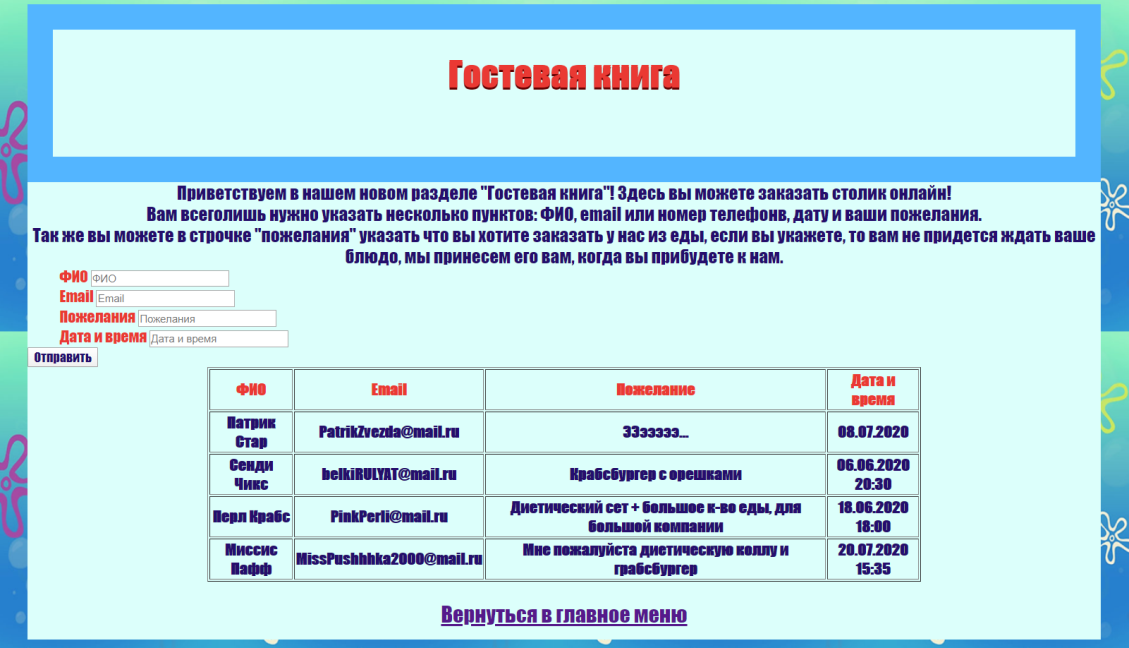 Гостевая книга
Приветствуем в нашем новом разделе "Гостевая книга"! Здесь вы можете заказать столик онлайн!
Вам всеголишь нужно указать несколько пунктов: ФИО, email или номер телефонв, дату и ваши пожелания.
Так же вы можете в строчке "пожелания" указать что вы хотите заказать у нас из еды, если вы укажете, то вам не придется ждать ваше
блюдо, мы принесем его вам, когда вы прибудете к нам.
ФИО ФИО
Email Email
Пожелания Пожелания
Дата и время Дата и время
Отправить
ФИО Email Пожелание Дата и
время
Патрик
Стар PatrikZvezda@mail.ru ЗЗэзззз... 08.07.2020
Сенди
Чикс belkiRULYAT@mail.ru Крабсбургер с орешками 06.06.2020
20:30
Перл Крабс PinkPerli@mail.ru Диетический сет + большое к-во еды, для
большой компании 18.06.2020
18:00
Миссис
Пафф MissPushhhka2000@mail.ru Мне пожалуйста диетическую коллу и
грабсбургер 20.07.2020
15:35
Вернуться в главное меню